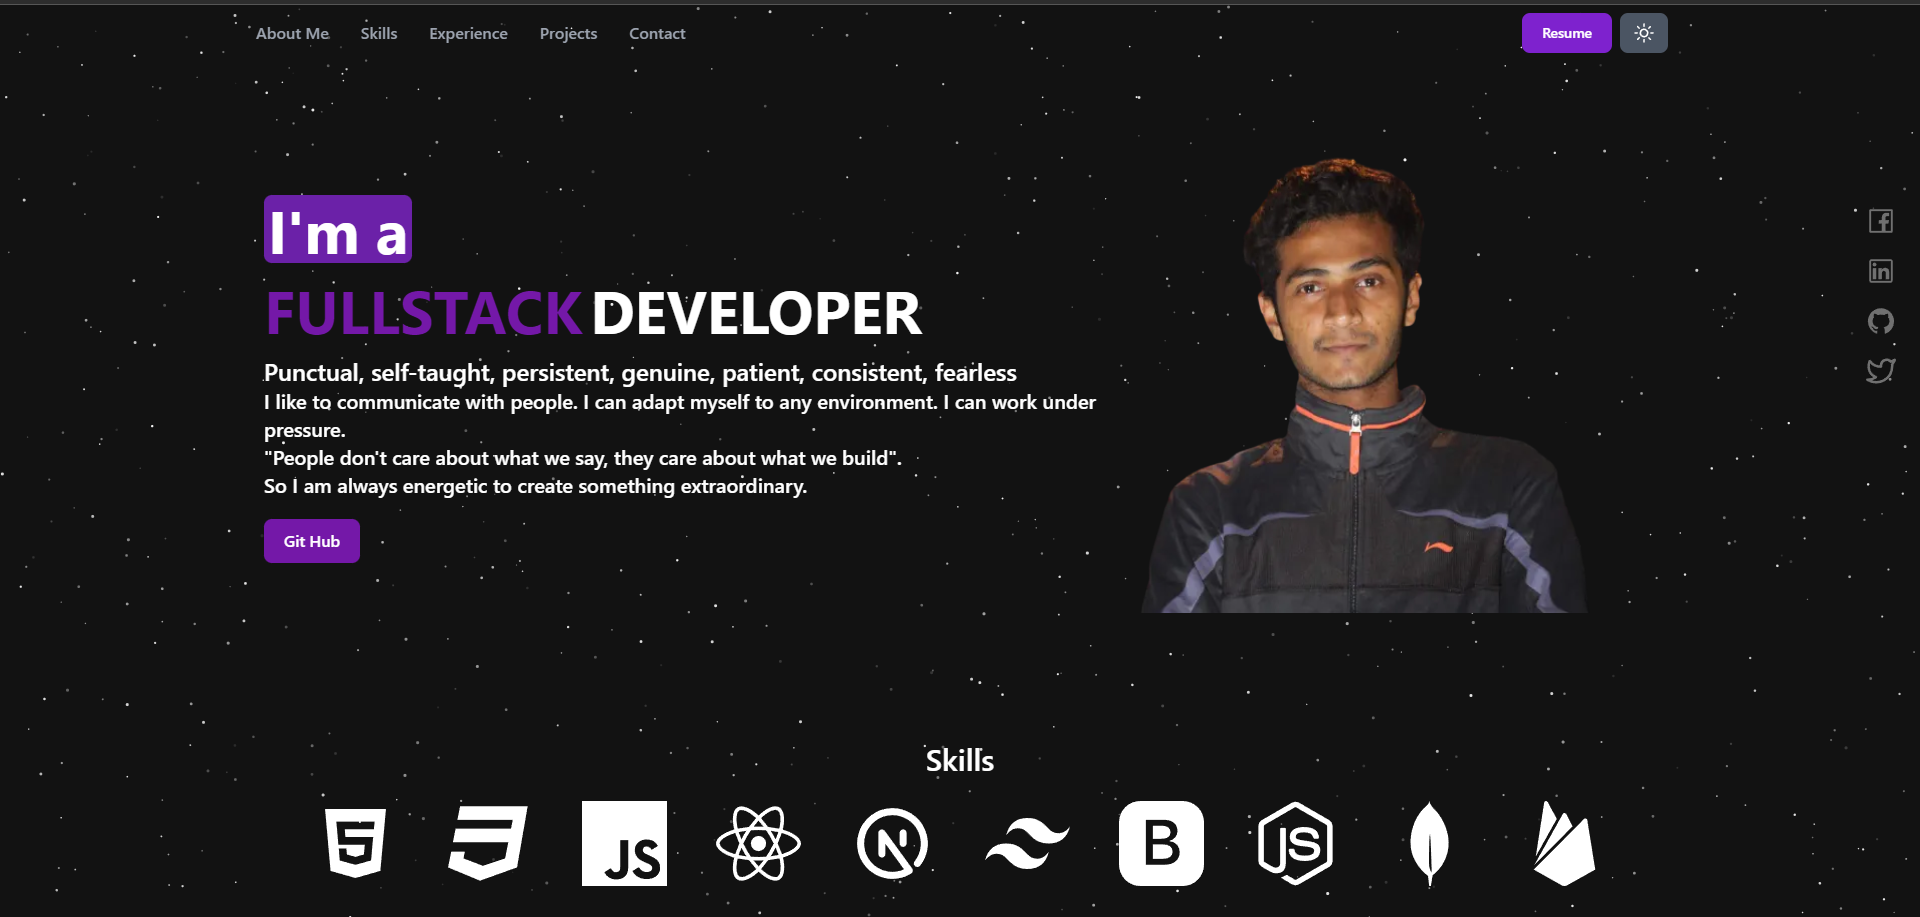 About Me Skills Experience Projects Contact Resume
I'm a
FULLSTACK DEVELOPER
Punctual, self-taught, persistent, genuine, patient, consistent, fearless
I like to communicate with people. I can adapt myself to any environment. I can work under
pressure.
"People don't care about what we say, they care about what we build".
So I am always energetic to create something extraordinary.
Git Hub
Skills
5 JS N B JS